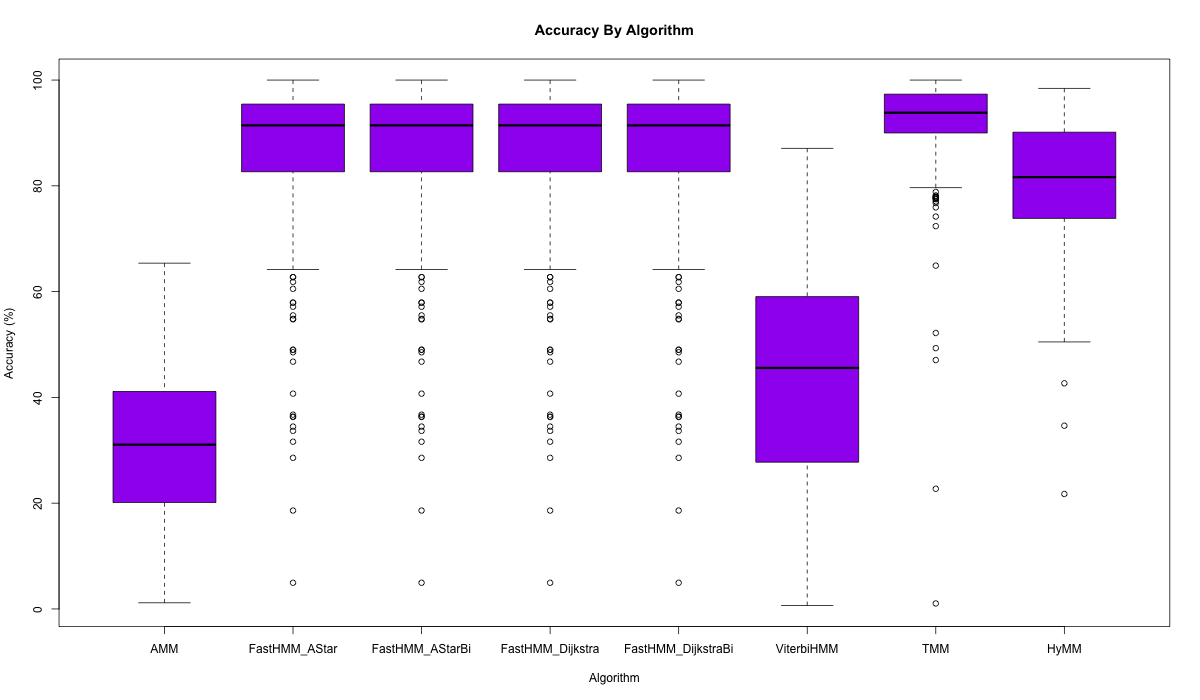 Accuracy By Algorithm
100
80
60
40
20
0
Accuracy (%)
AMM FastHMM_AStar FastHMM_AStarBi FastHMM_Dijkstra FastHMM_DijkstraBi ViterbiHMM TMM HyMM
Algorithm